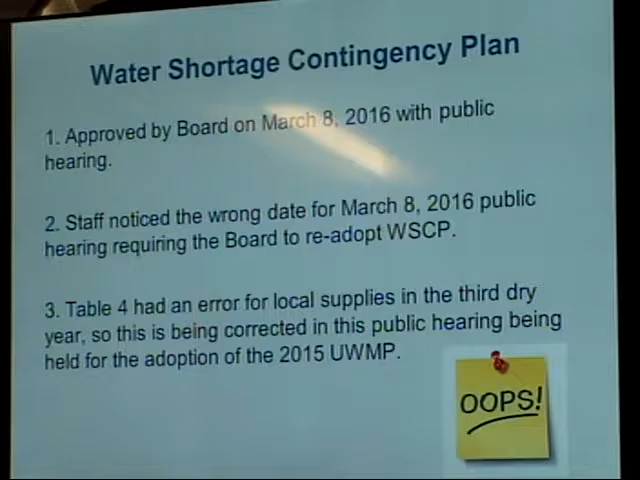 Water Shortage Contingency Plan
1. Approved by Board on March 8, 2016 with public
hearing.
2. Staff noticed the wrong date for March 8, 2016 public
hearing requiring the Board to re-adopt WSCP.
3. Table 4 had an error for local supplies in the third dry
year, so this is being corrected in this public hearing being
held for the adoption of the 2015 UWMP.
OOPS!